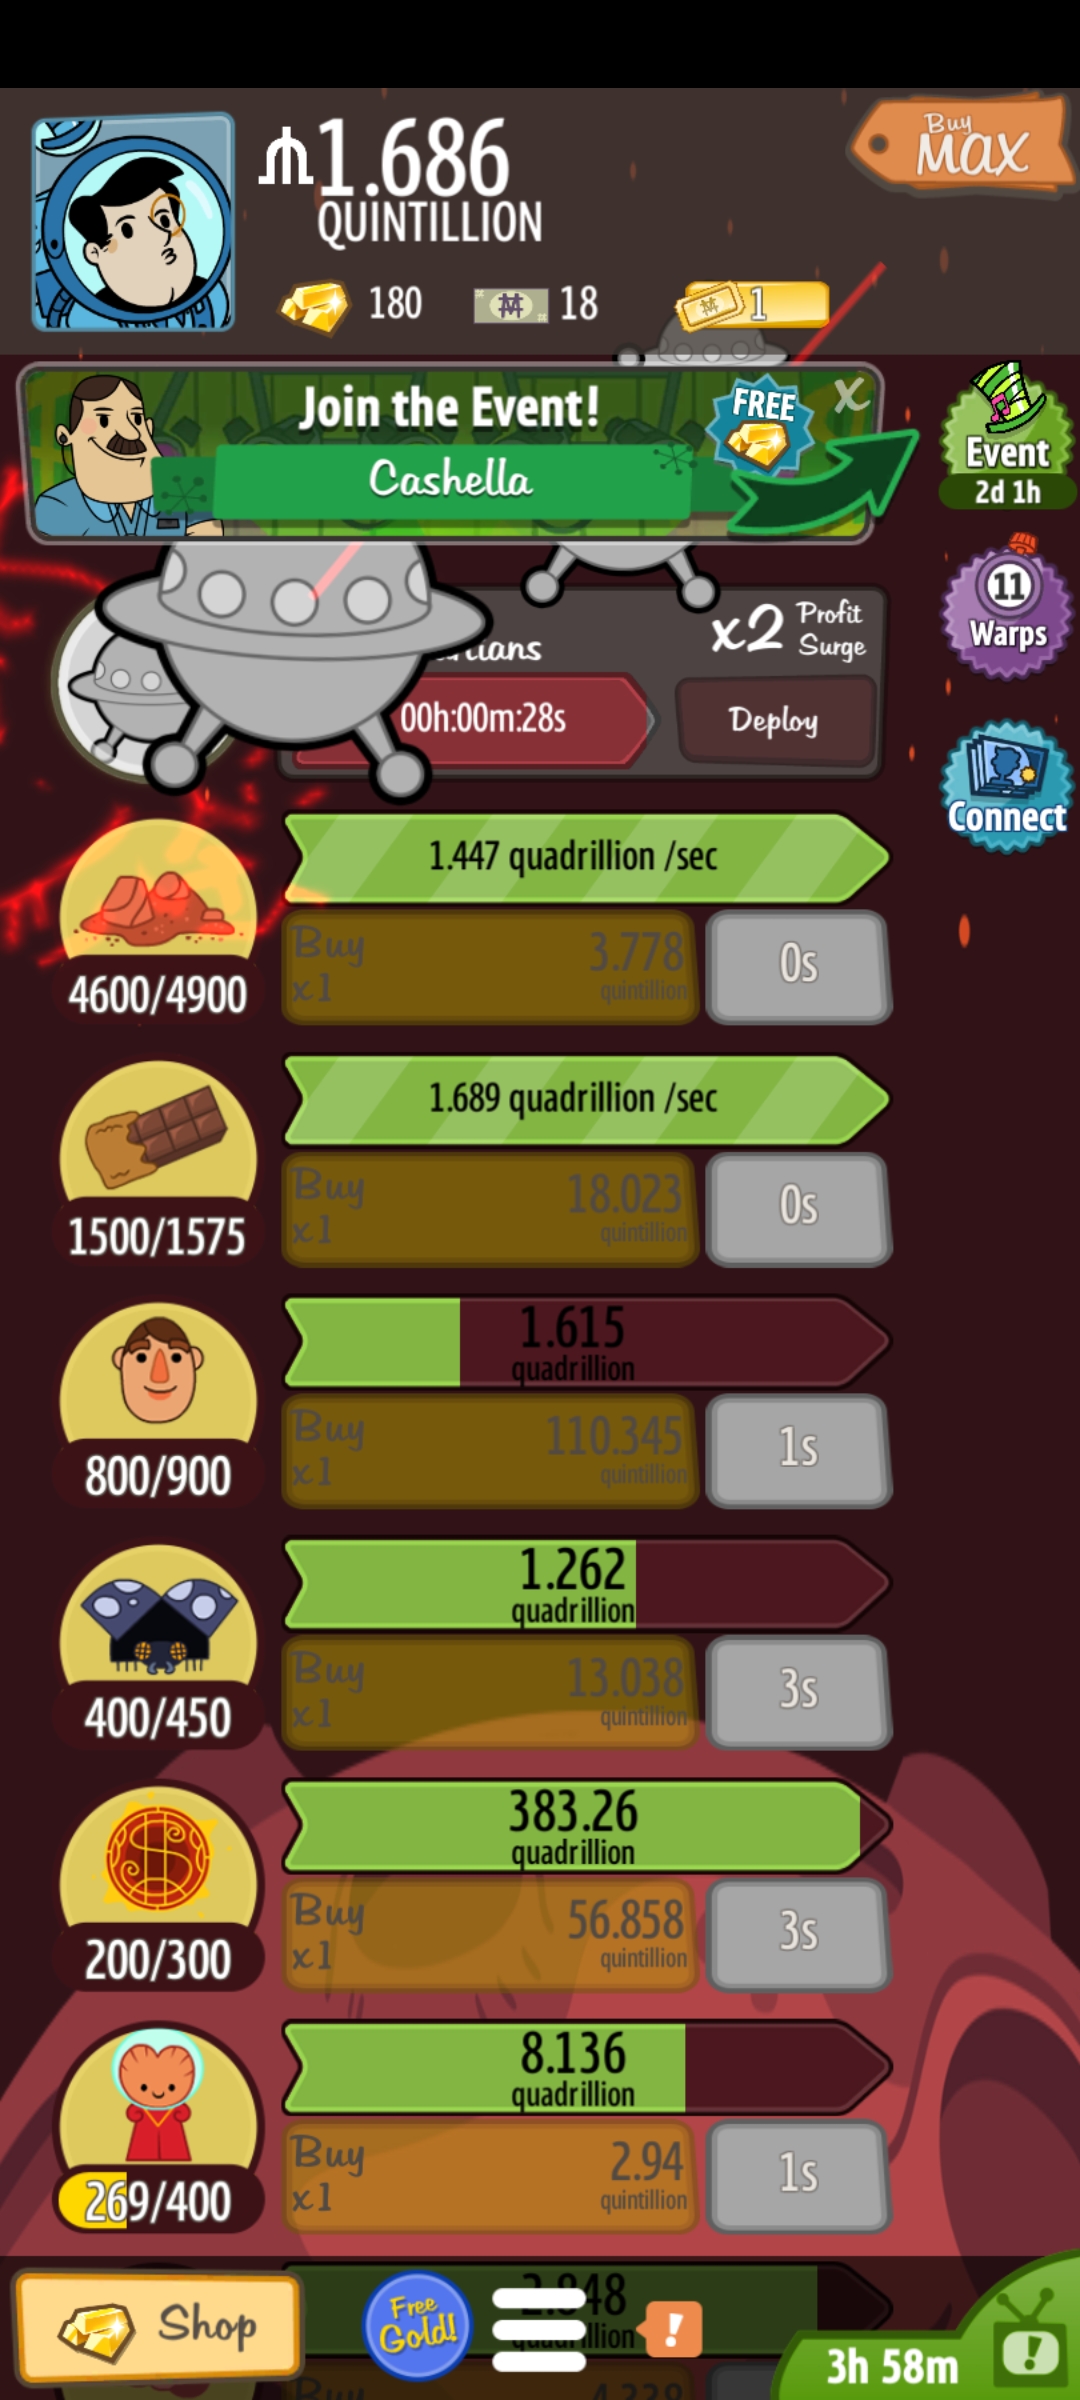 1.686
QUINTILLION
Buy
MAX
180
18
1
Join the Event!
FREE
X
Cashella
Event
2d 1h
11
Warps
Connect
x2 Profit
Surge
00h:00m:28s
Deploy
1.447 quadrillion /sec
4600/4900
Buy
x1
3.778
quintillion
0s
1.689 quadrillion /sec
1500/1575
Buy
x1
18.023
quintillion
0s
1.615
quadrillion
800/900
Buy
x1
110.345
quintillion
1s
1.262
quadrillion
400/450
Buy
x1
13.038
quintillion
3s
383.26
quadrillion
200/300
Buy
x1
56.858
quintillion
3s
8.136
quadrillion
269/400
Buy
x1
2.94
quintillion
1s
Shop
Free
Gold!
!
3h 58m
!
Buy